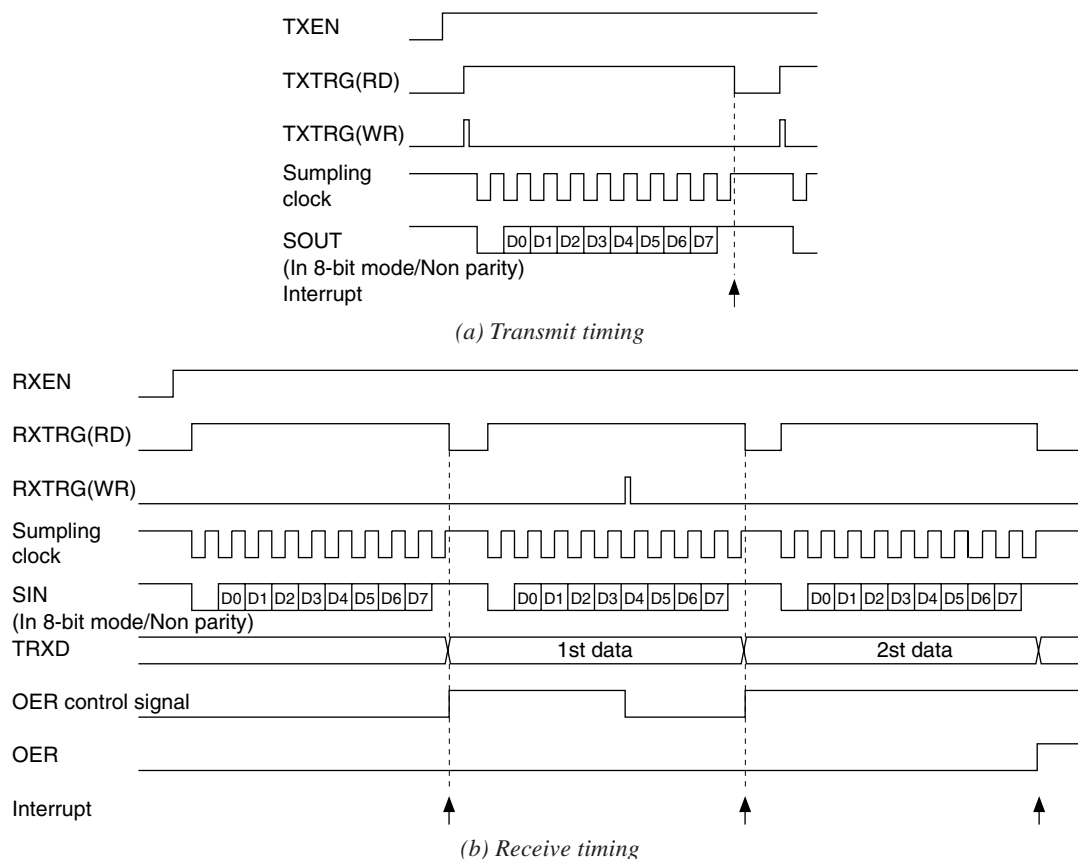 TXEN
TXTRG(RD)
TXTRG(WR)
Sumpling
clock
SOUT D0 D1 D2 D3 D4 D5 D6 D7
(In 8-bit mode/Non parity)
Interrupt
(a) Transmit timing
RXEN
RXTRG(RD)
RXTRG(WR)
Sumpling
clock
SIN D0 D1 D2 D3 D4 D5 D6 D7 D0 D1 D2 D3 D4 D5 D6 D7 D0 D1 D2 D3 D4 D5 D6 D7
(In 8-bit mode/Non parity)
TRXD 1st data 2st data
OER control signal
OER
Interrupt
(b) Receive timing